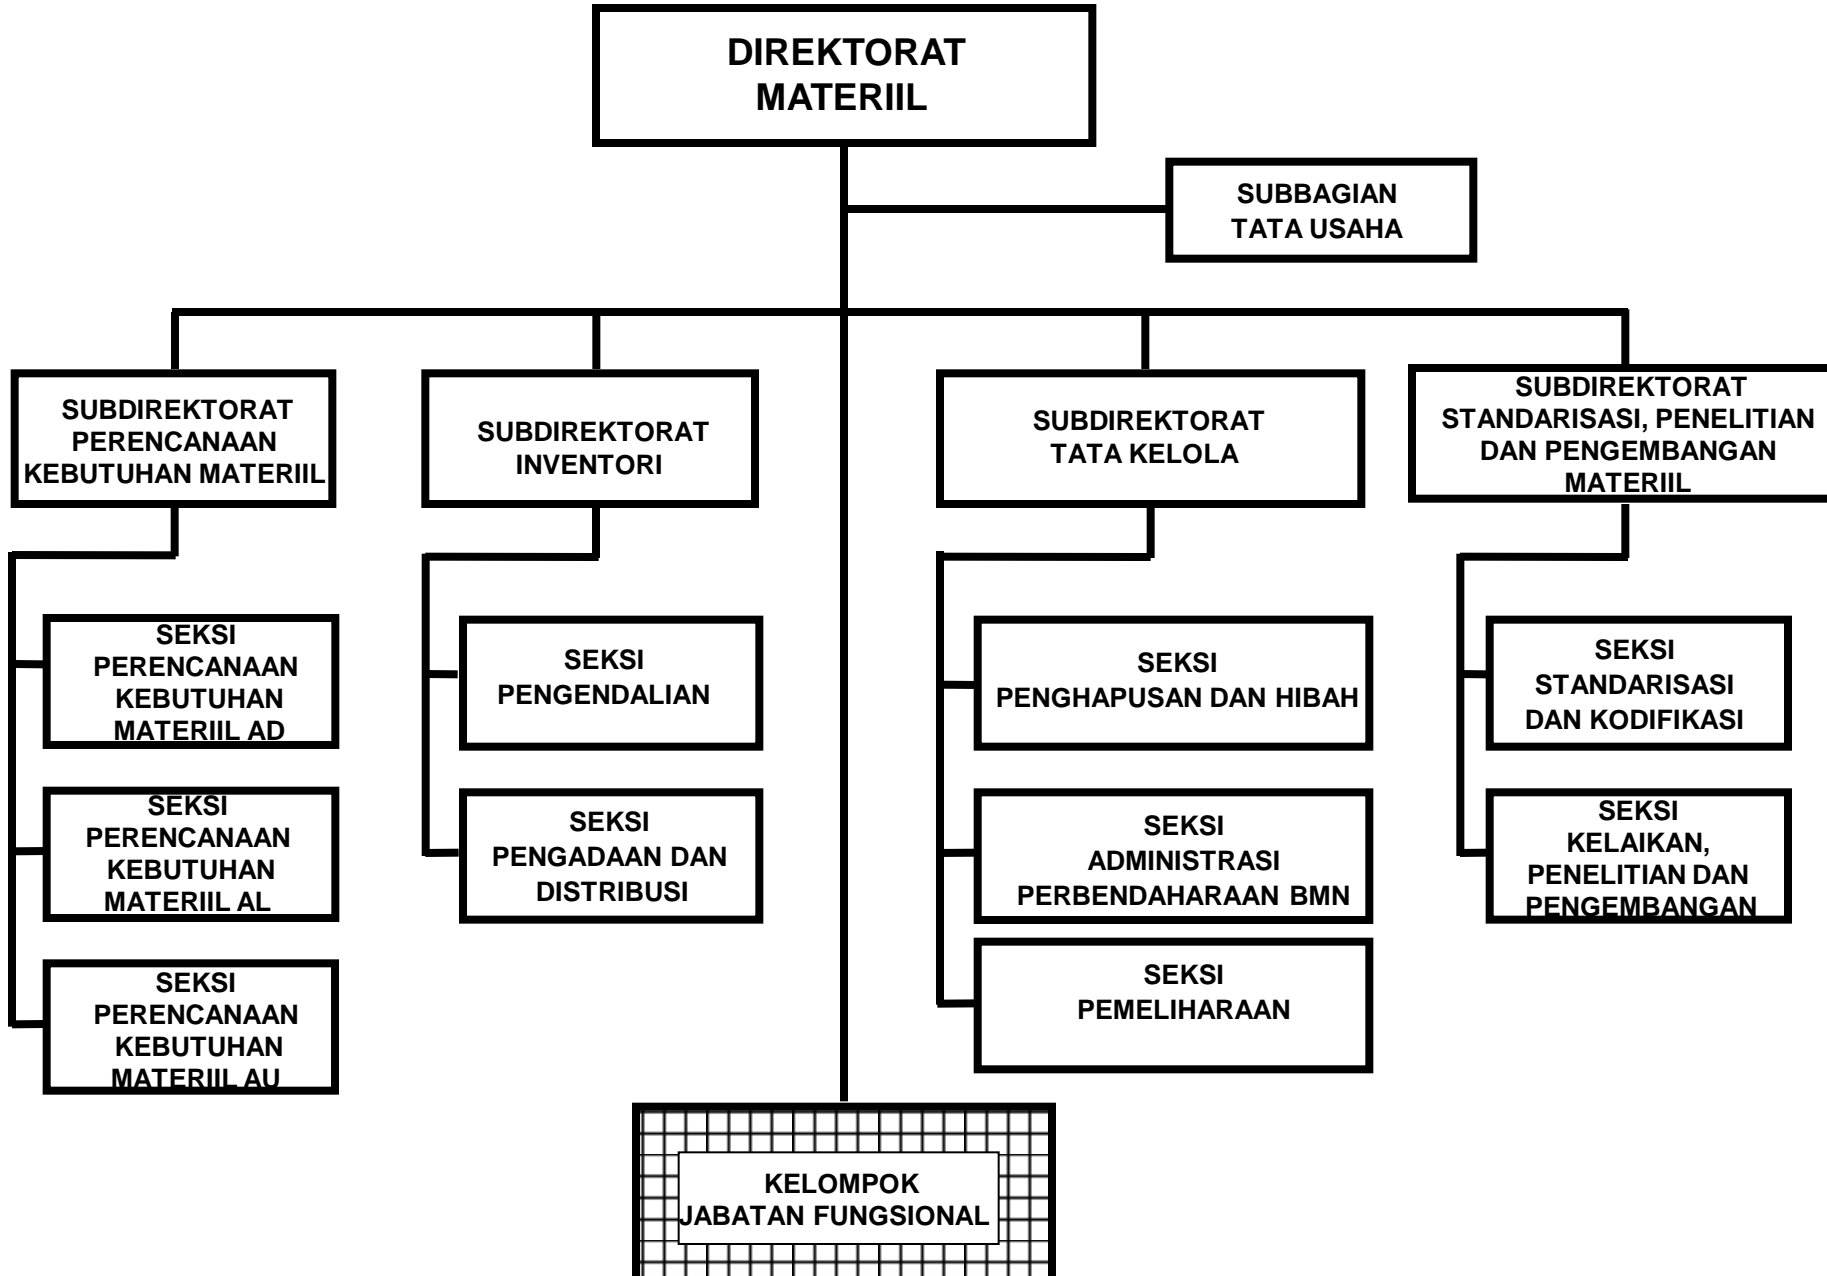 DIREKTORAT
MATERIIL
SUBBAGIAN
TATA USAHA
SUBDIREKTORAT
PERENCANAAN
KEBUTUHAN MATERIIL
SUBDIREKTORAT
INVENTORI
SUBDIREKTORAT
TATA KELOLA
SUBDIREKTORAT
STANDARISASI, PENELITIAN
DAN PENGEMBANGAN
MATERIIL
SEKSI
PERENCANAAN
KEBUTUHAN
MATERIIL AD
SEKSI
PENGENDALIAN
SEKSI
PENGHAPUSAN DAN HIBAH
SEKSI
STANDARISASI
DAN KODIFIKASI
SEKSI
PERENCANAAN
KEBUTUHAN
MATERIIL AL
SEKSI
PENGADAAN DAN
DISTRIBUSI
SEKSI
ADMINISTRASI
PERBENDAHARAAN BMN
SEKSI
KELAIKAN,
PENELITIAN DAN
PENGEMBANGAN
SEKSI
PERENCANAAN
KEBUTUHAN
MATERIIL AU
SEKSI
PEMELIHARAAN
KELOMPOK
JABATAN FUNGSIONAL